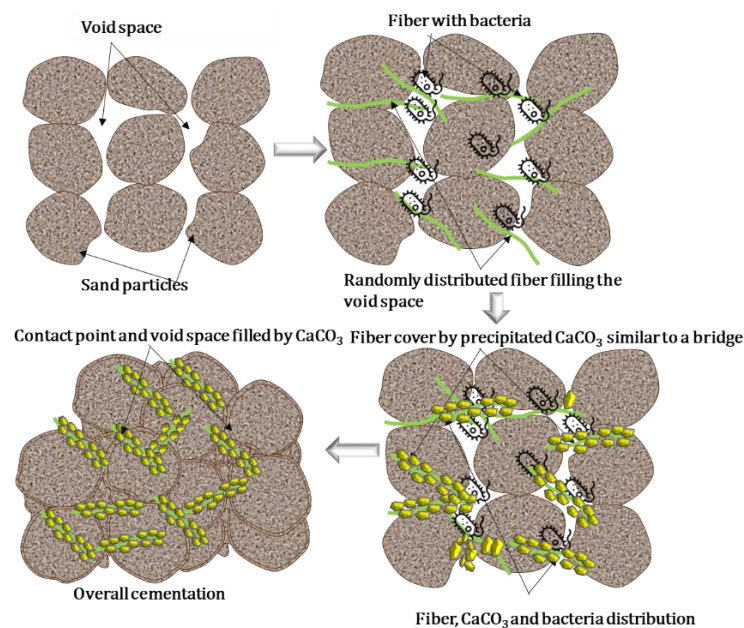 Void space
Fiber with bacteria
Sand particles
Randomly distributed fiber filling the
void space
Contact point and void space filled by CaCO₃
Fiber cover by precipitated CaCO₃ similar to a bridge
Overall cementation
Fiber, CaCO₃ and bacteria distribution